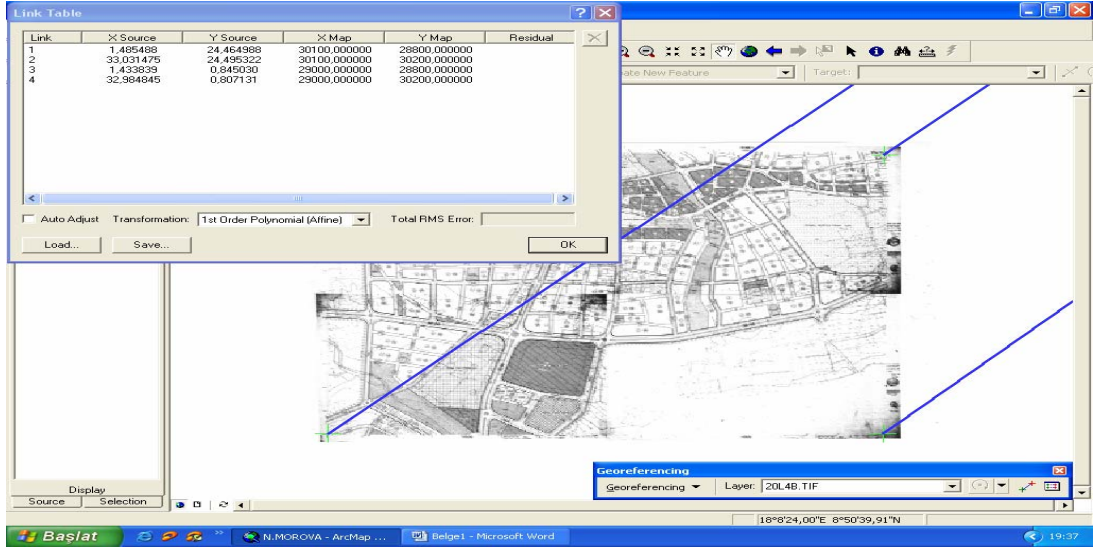 Link Table
Link X Source Y Source X Map Y Map Residual
1 1,485488 24,464988 30100,000000 28800,000000
2 33,031475 24,495322 30100,000000 30200,000000
3 1,433839 0,845030 29000,000000 28800,000000
4 32,984845 0,807131 29000,000000 30200,000000
Auto Adjust Transformation: 1st Order Polynomial (Affine) Total RMS Error:
Load... Save... OK
ate New Feature Target:
Display
Source Selection
Georeferencing
Georeferencing Layer: 20L4B.TIF
18°8'24,00"E 8°50'39,91"N
Başlat N.MOROVA - ArcMap ... Belge1 - Microsoft Word 19:37